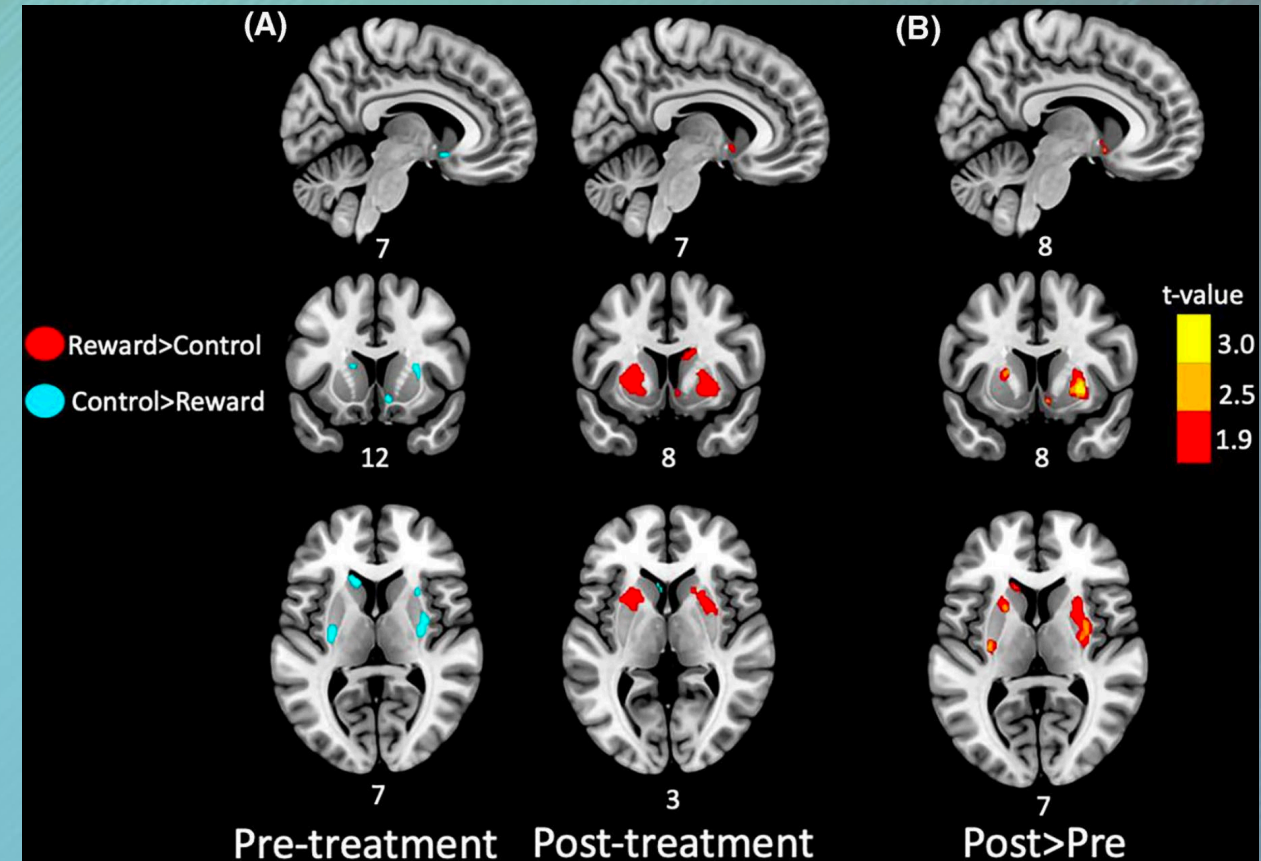 (A)
(B)
7
7
8
t-value
Reward>Control
3.0
Control>Reward
2.5
1.9
12
8
8
7
3
7
Pre-treatment
Post-treatment
Post>Pre